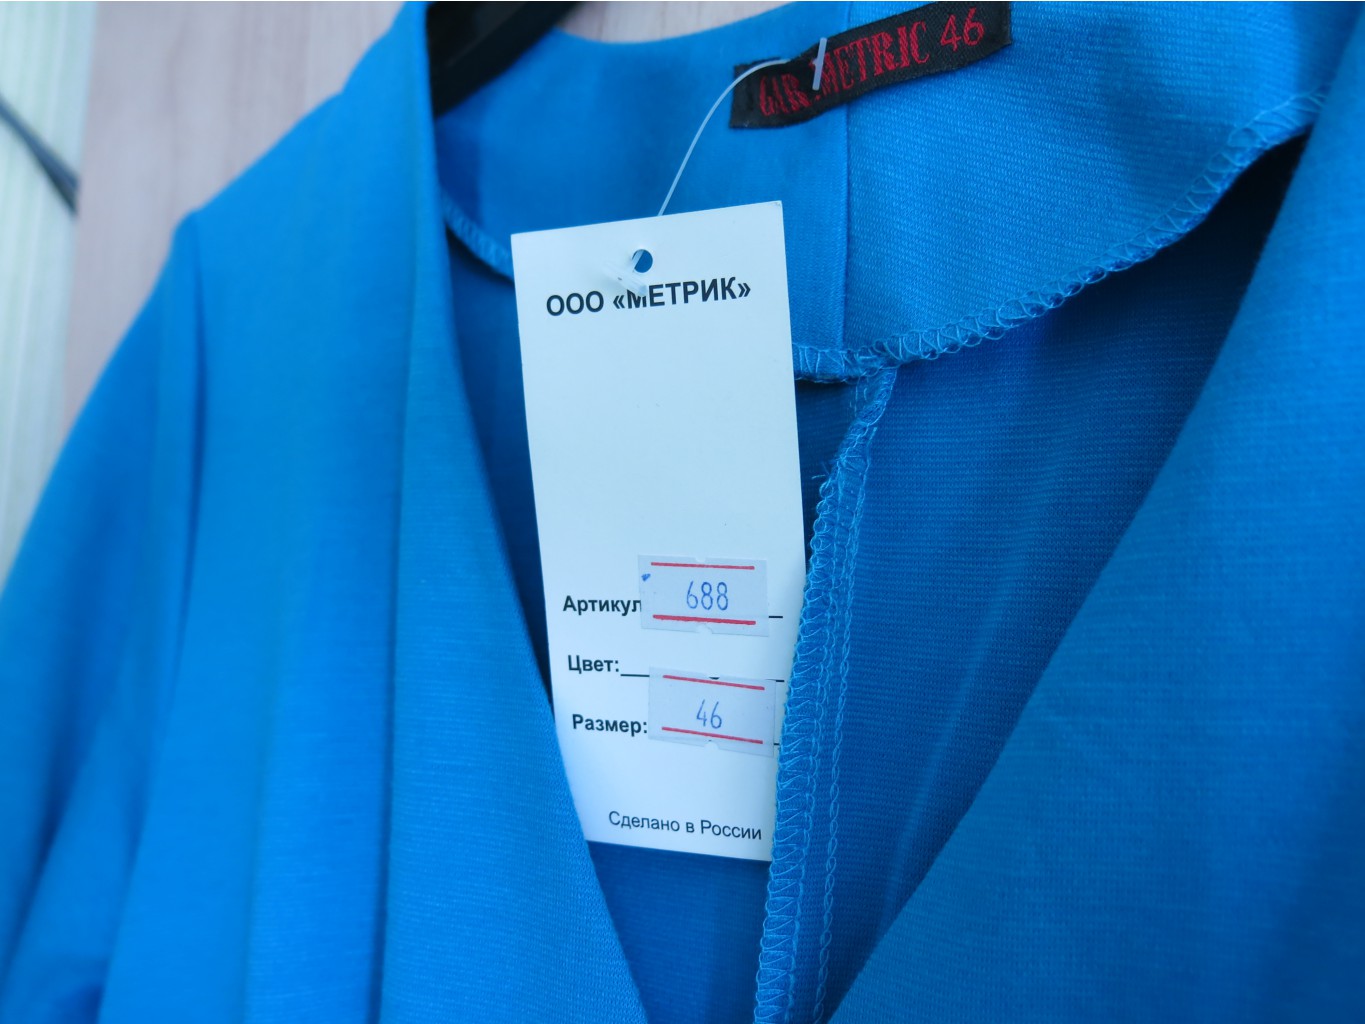 METRIC 46
ООО «МЕТРИК»
Артикул 688
Цвет:
Размер: 46
Сделано в России